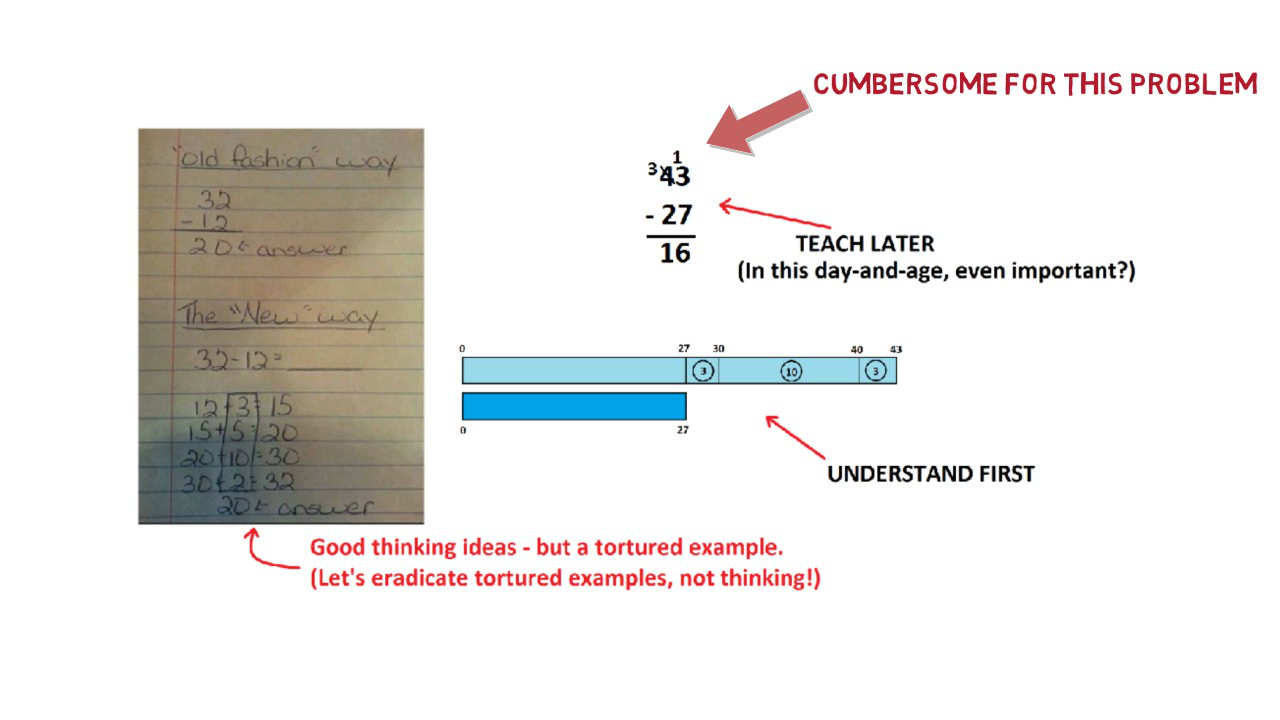 CUMBERSOME FOR THIS PROBLEM
"old fashion" way
32
- 12
20 ← answer
The "New" way
32-12= ______
12+3=15
15+5=20
20+10=30
30+2=32
20 ← answer
3 1
43
- 27
16
TEACH LATER
(In this day-and-age, even important?)
0 27 30 40 43
3 10 3
0 27
UNDERSTAND FIRST
Good thinking ideas - but a tortured example.
(Let's eradicate tortured examples, not thinking!)